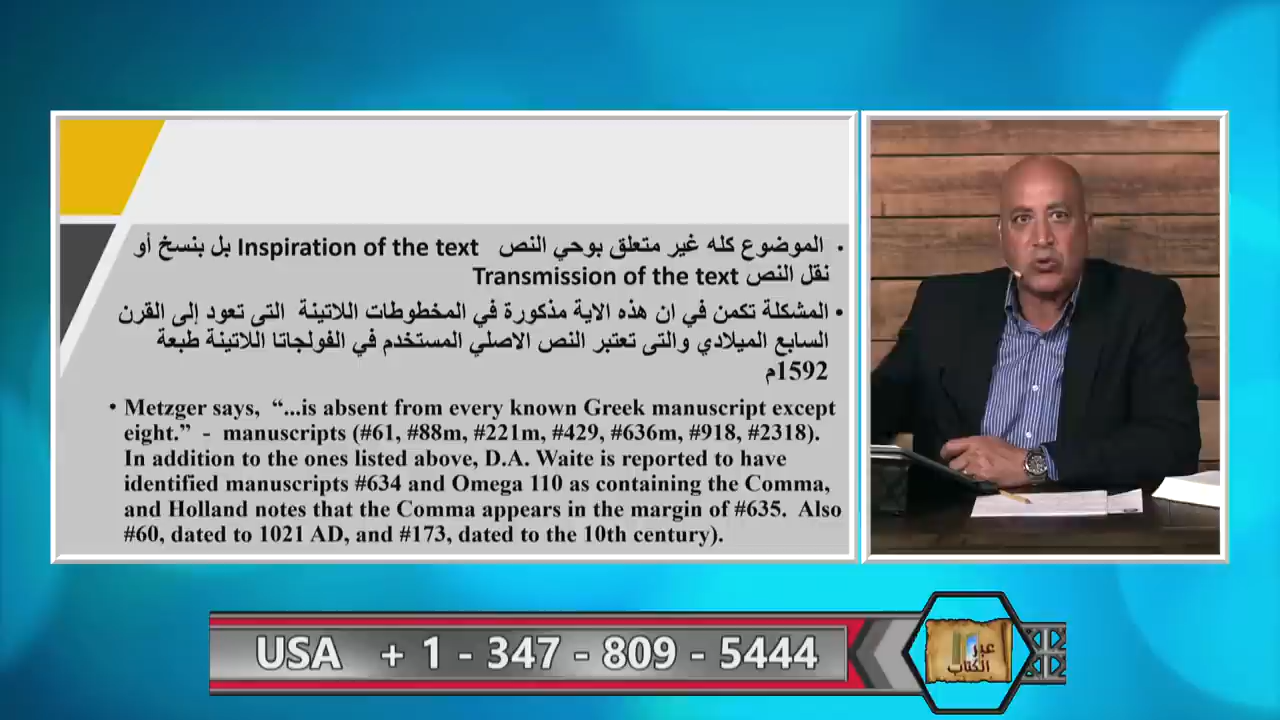 • الموضوع كله غير متعلق بوحي النص Inspiration of the text بل بنسخ أو
نقل النص Transmission of the text
• المشكلة تكمن في ان هذه الاية مذكورة في المخطوطات اللاتينة التى تعود إلى القرن
السابع الميلادي والتى تعتبر النص الاصلي المستخدم في الفولجاتا اللاتينة طبعة
1592م
• Metzger says, “...is absent from every known Greek manuscript except
eight.” - manuscripts (#61, #88m, #221m, #429, #636m, #918, #2318).
In addition to the ones listed above, D.A. Waite is reported to have
identified manuscripts #634 and Omega 110 as containing the Comma,
and Holland notes that the Comma appears in the margin of #635. Also
#60, dated to 1021 AD, and #173, dated to the 10th century).
USA + 1 - 347 - 809 - 5444
عبر
الكتاب